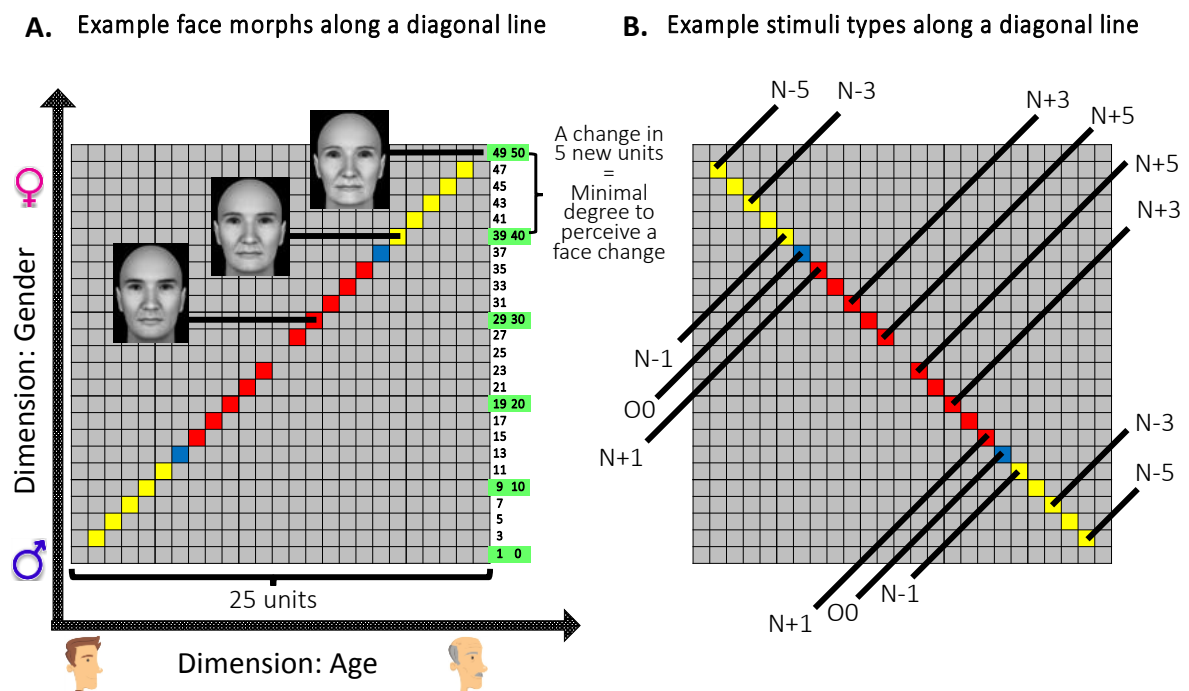 A. Example face morphs along a diagonal line
Dimension: Gender
49 50
47
45
43
41
39 40
37
35
33
31
29 30
27
25
23
21
19 20
17
15
13
11
9 10
7
5
3
1 0
A change in
5 new units
=
Minimal
degree to
perceive a
face change
25 units
Dimension: Age
B. Example stimuli types along a diagonal line
N-5
N-3
N+3
N+5
N+5
N+3
N-1
O0
N+1
N-3
N-5
N-1
O0
N+1